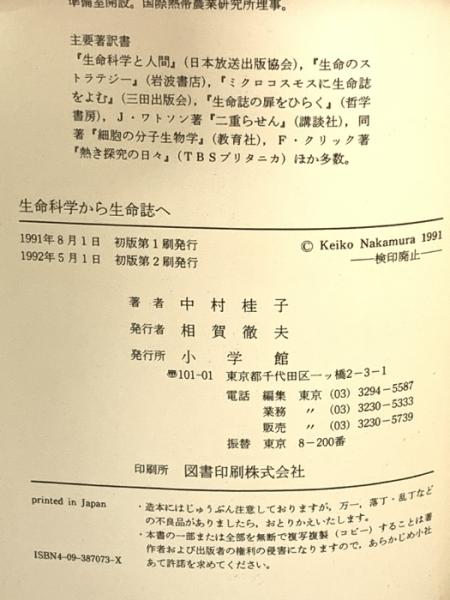 準備室開設。国際熱帯農業研究所理事。
主要著訳書
『生命科学と人間』(日本放送出版協会),『生命のス
トラテジー』(岩波書店),『ミクロコスモスに生命誌
をよむ』(三田出版会),『生命誌の扉をひらく』(哲学
書房), J・ワトソン著『二重らせん』(講談社), 同
著『細胞の分子生物学』(教育社), F・クリック著
『熱き探究の日々』(TBSブリタニカ) ほか多数。
生命科学から生命誌へ
1991年8月1日 初版第1刷発行
1992年5月1日 初版第2刷発行
© Keiko Nakamura 1991
―検印廃止―
著者 中村桂子
発行者 相賀徹夫
発行所 小学館
〠101-01 東京都千代田区一ッ橋2-3-1
電話 編集 東京 (03) 3294-5587
業務 〃 (03) 3230-5333
販売 〃 (03) 3230-5739
振替 東京 8-200番
印刷所 図書印刷株式会社
printed in Japan
・造本にはじゅうぶん注意しておりますが, 万一, 落丁・乱丁など
の不良品がありましたら, おとりかえいたします。
・本書の一部または全部を無断で複写複製 (コピー) することは著
作者および出版者の権利の侵害になりますので, あらかじめ小社
あて許諾を求めてください。
ISBN4-09-387073-X